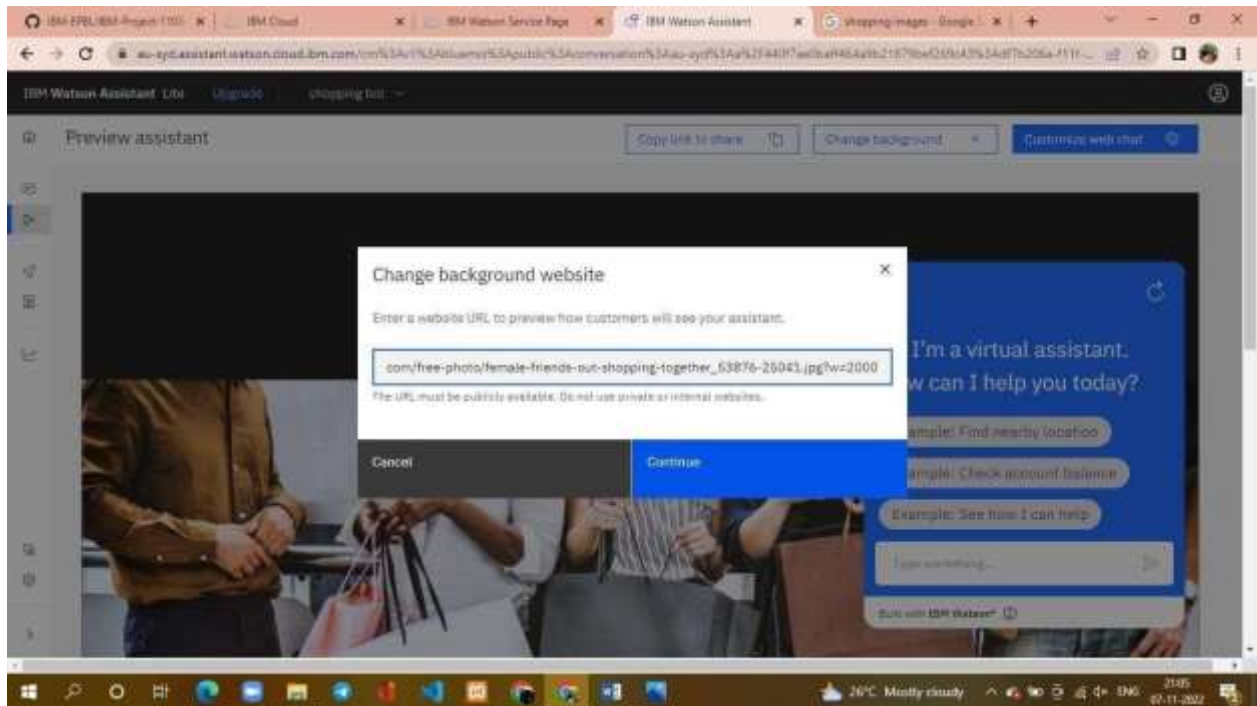 IBM Cloud
IBM Watson Service Page
IBM Watson Assistant
shopping images - Google
IBM Watson Assistant Lite Upgrade shopping bot
Preview assistant
Copy link to share
Change background
Customize web chat
Change background website
Enter a website URL to preview how customers will see your assistant.
com/free-photo/female-friends-out-shopping-together_53876-25041.jpg?w=2000
The URL must be publicly available. Do not use private or internal websites.
Cancel
Continue
I'm a virtual assistant.
w can I help you today?
ample: Find nearby location
ample: Check account balance
Example: See how I can help
Type something...
Built with IBM Watson®
26°C Mostly cloudy
ENG
21:05
07-11-2022